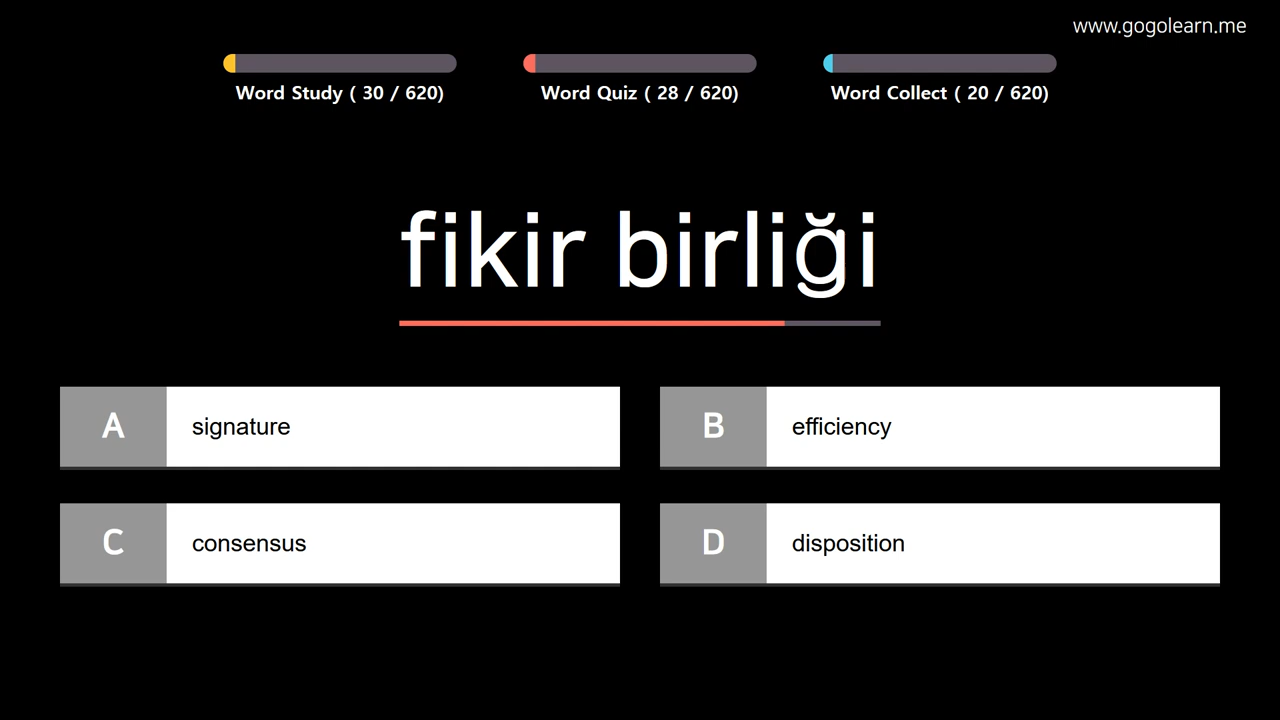 www.gogolearn.me
Word Study ( 30 / 620)
Word Quiz ( 28 / 620)
Word Collect ( 20 / 620)
fikir birliği
A signature
B efficiency
C consensus
D disposition